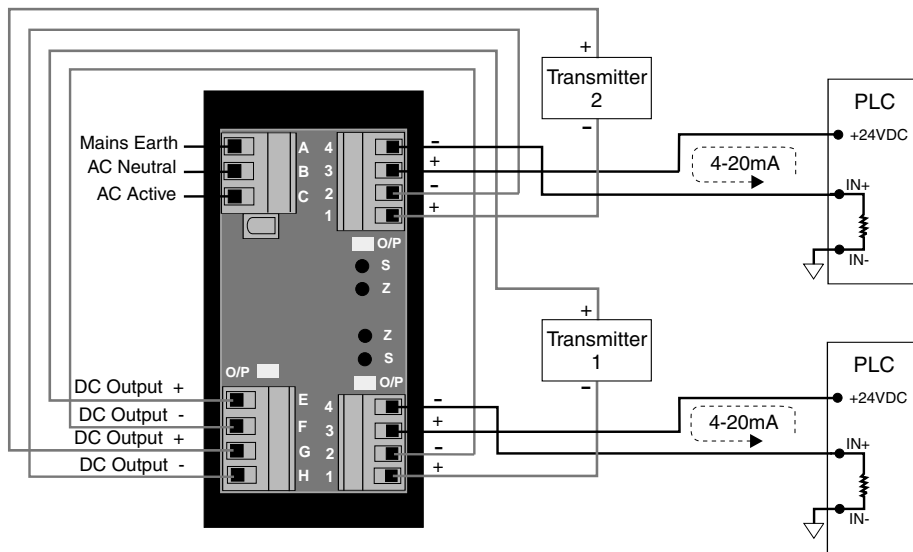 +
Transmitter
2
–
PLC
+24VDC
4-20mA
IN+
IN-
Mains Earth
AC Neutral
AC Active
A 4
B 3
C 2
1
–
+
–
+
O/P
S
Z
Z
S
O/P
O/P
+
Transmitter
1
–
PLC
+24VDC
4-20mA
IN+
IN-
DC Output +
DC Output -
DC Output +
DC Output -
E 4
F 3
G 2
H 1
–
+
–
+